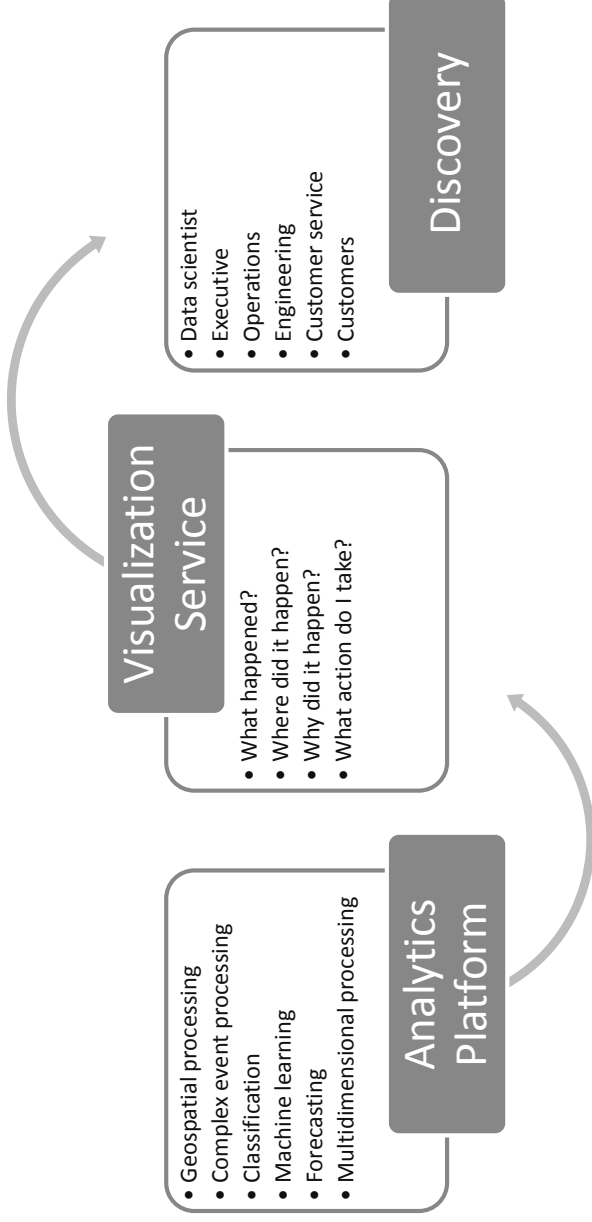 • Geospatial processing
• Complex event processing
• Classification
• Machine learning
• Forecasting
• Multidimensional processing
Analytics
Platform
Visualization
Service
• What happened?
• Where did it happen?
• Why did it happen?
• What action do I take?
• Data scientist
• Executive
• Operations
• Engineering
• Customer service
• Customers
Discovery